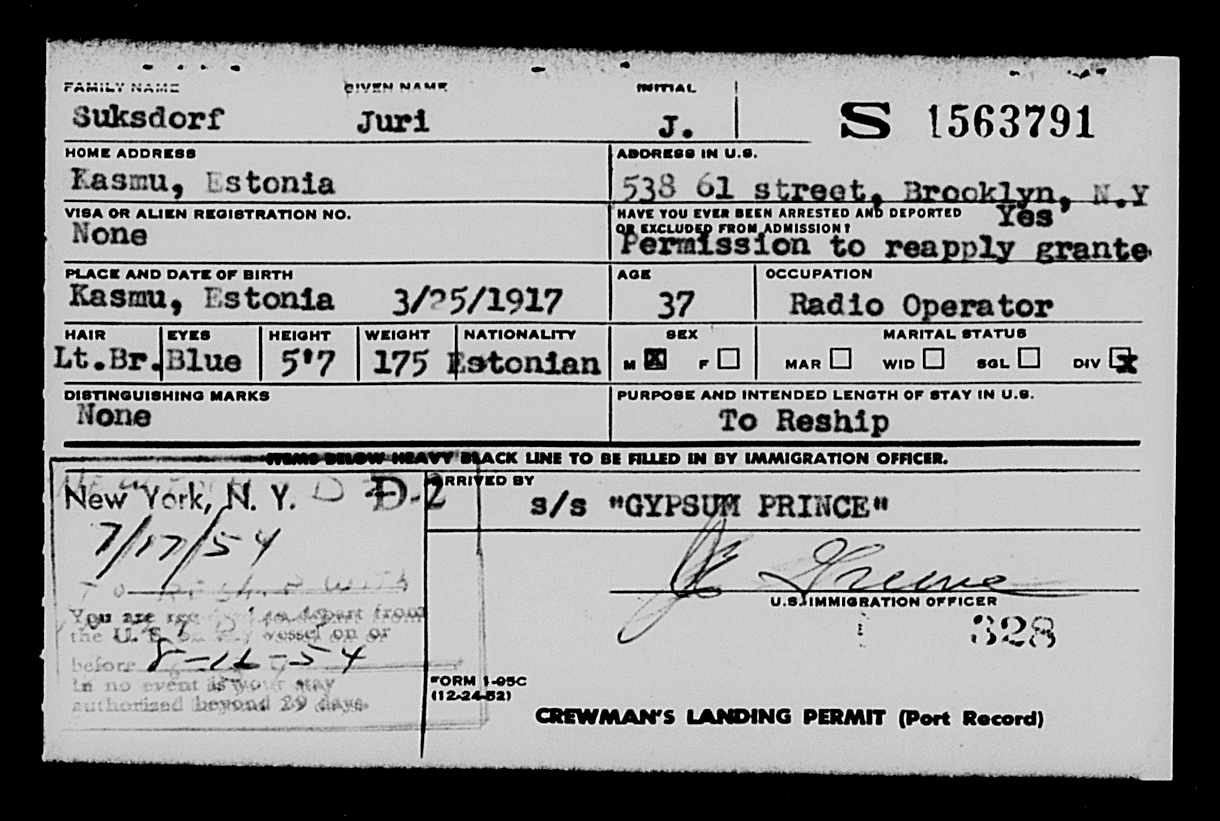 FAMILY NAME GIVEN NAME INITIAL
Suksdorf Juri J. S 1563791
HOME ADDRESS ADDRESS IN U.S.
Kasmu, Estonia 538 61 street, Brooklyn, N.Y
VISA OR ALIEN REGISTRATION NO. HAVE YOU EVER BEEN ARRESTED AND DEPORTED Yes
None OR EXCLUDED FROM ADMISSION?
Permission to reapply grante
PLACE AND DATE OF BIRTH AGE OCCUPATION
Kasmu, Estonia 3/25/1917 37 Radio Operator
HAIR EYES HEIGHT WEIGHT NATIONALITY SEX MARITAL STATUS
Lt.Br. Blue 5'7 175 Estonian M X F MAR WID SGL DIV x
DISTINGUISHING MARKS PURPOSE AND INTENDED LENGTH OF STAY IN U.S.
None To Reship
ITEMS BELOW HEAVY BLACK LINE TO BE FILLED IN BY IMMIGRATION OFFICER.
New York, N. Y. D-2 ARRIVED BY
s/s "GYPSUM PRINCE"
7/17/54
You are to depart from
U.S.IMMIGRATION OFFICER
the U. S. vessel on or
328
before 8-16-54
In no event is your stay
FORM I-95C
authorized beyond 29 days.
(12-24-52)
CREWMAN'S LANDING PERMIT (Port Record)